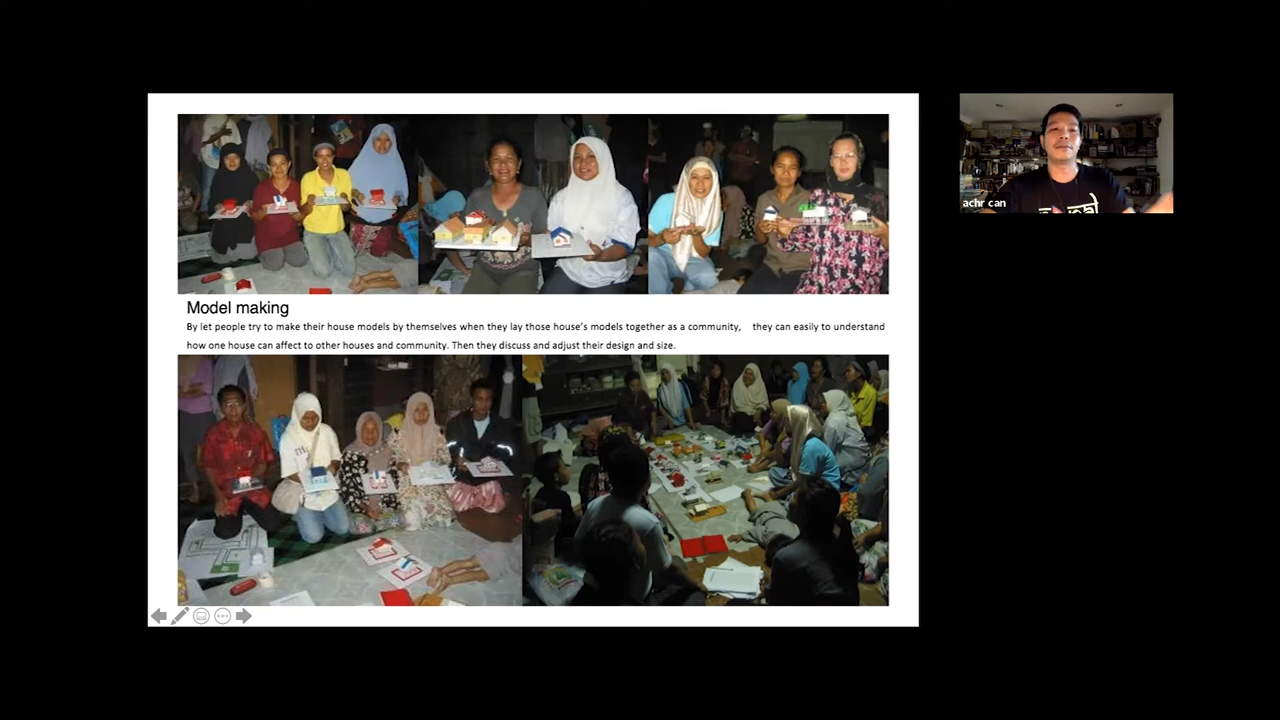 achr can
Model making
By let people try to make their house models by themselves when they lay those house's models together as a community, they can easily to understand
how one house can affect to other houses and community. Then they discuss and adjust their design and size.